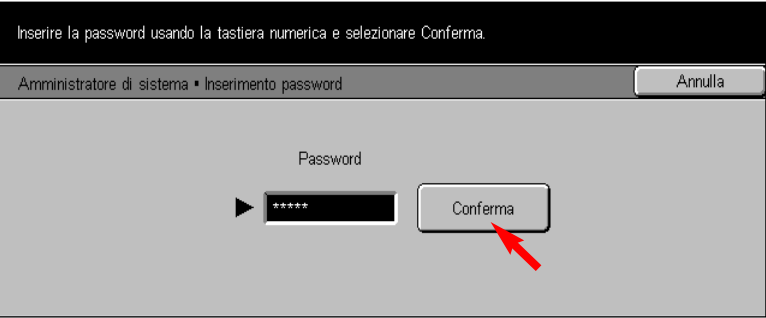 Inserire la password usando la tastiera numerica e selezionare Conferma.
Amministratore di sistema ▪ Inserimento password
Annulla
Password
*****
Conferma